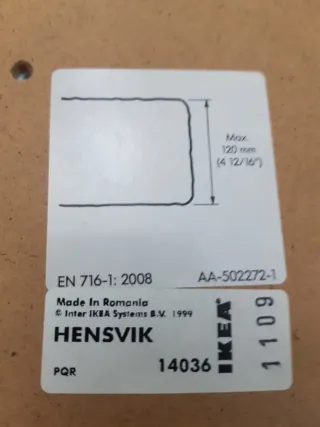 Max.
120 mm
(4 12/16")
EN 716-1: 2008 AA-502272-1
Made In Romania
© Inter IKEA Systems B.V. 1999
HENSVIK
PQR 14036
IKEA®
1109